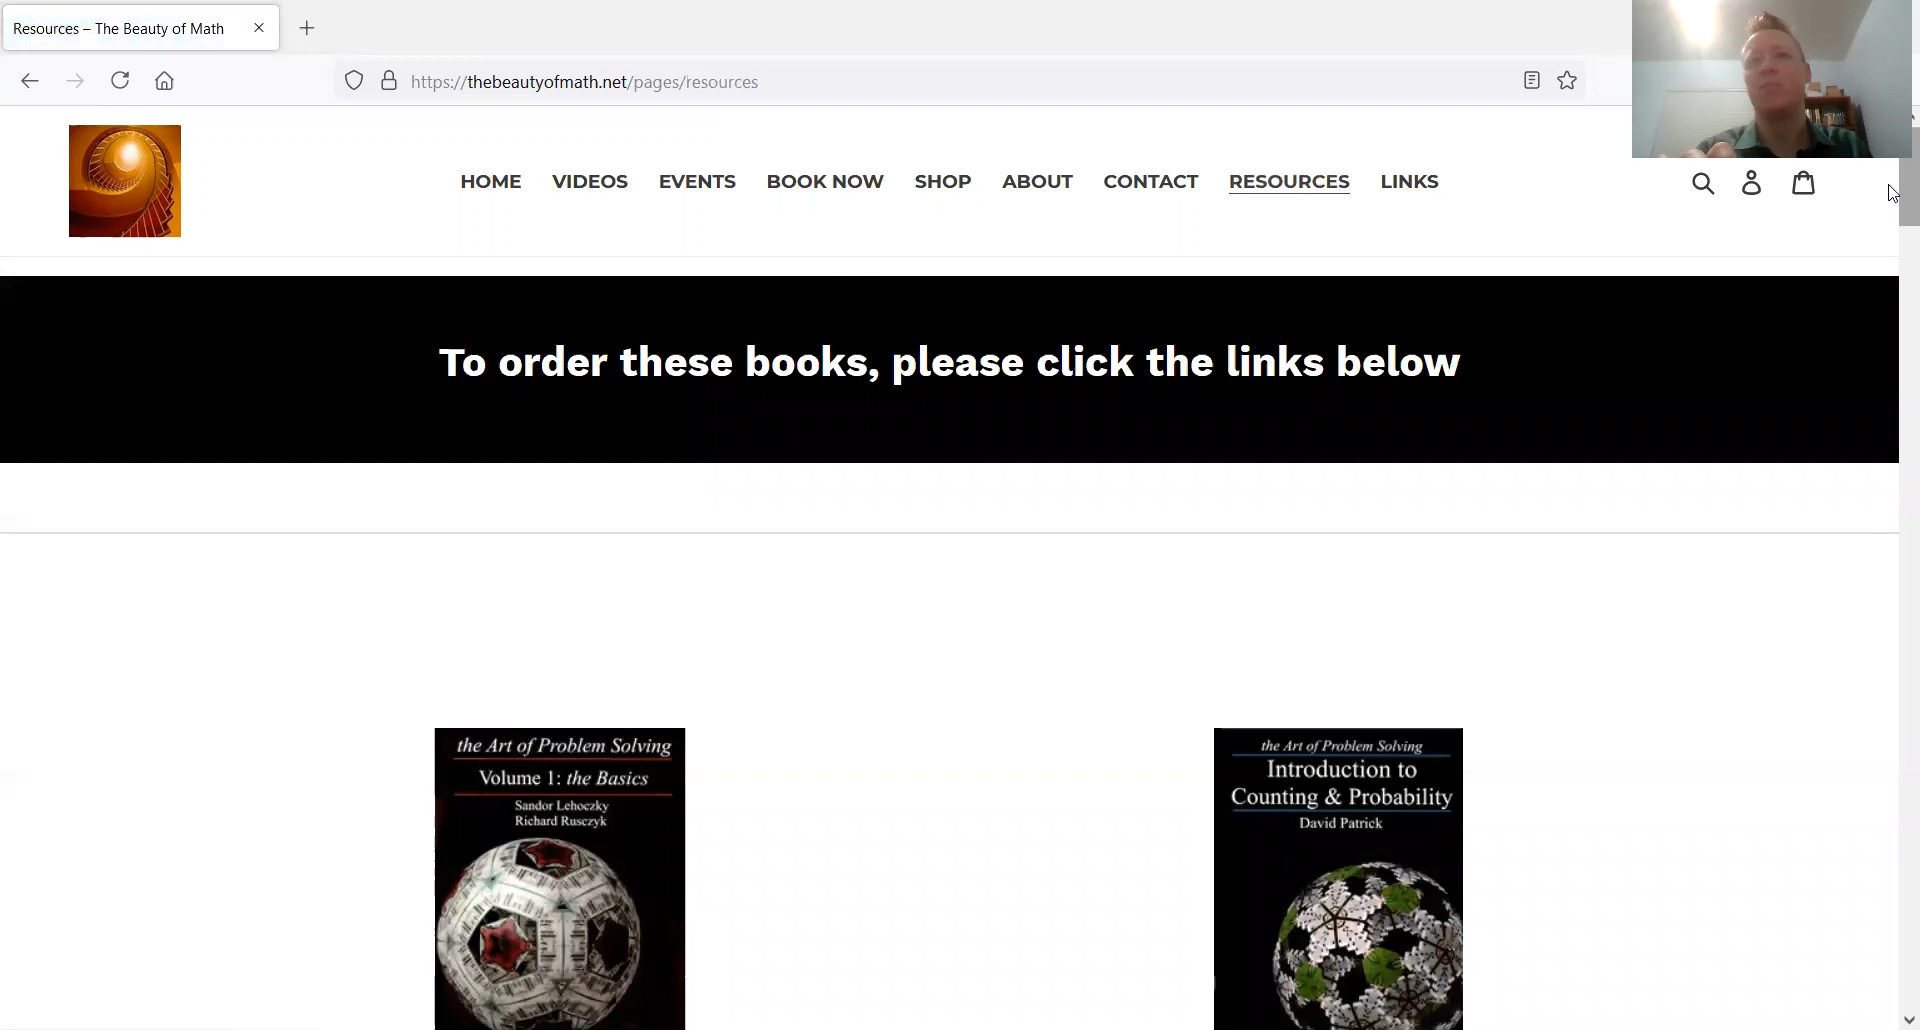 Resources – The Beauty of Math
https://thebeautyofmath.net/pages/resources
HOME VIDEOS EVENTS BOOK NOW SHOP ABOUT CONTACT RESOURCES LINKS
To order these books, please click the links below
the Art of Problem Solving
Volume 1: the Basics
Sandor Lehoczky
Richard Rusczyk
the Art of Problem Solving
Introduction to
Counting & Probability
David Patrick